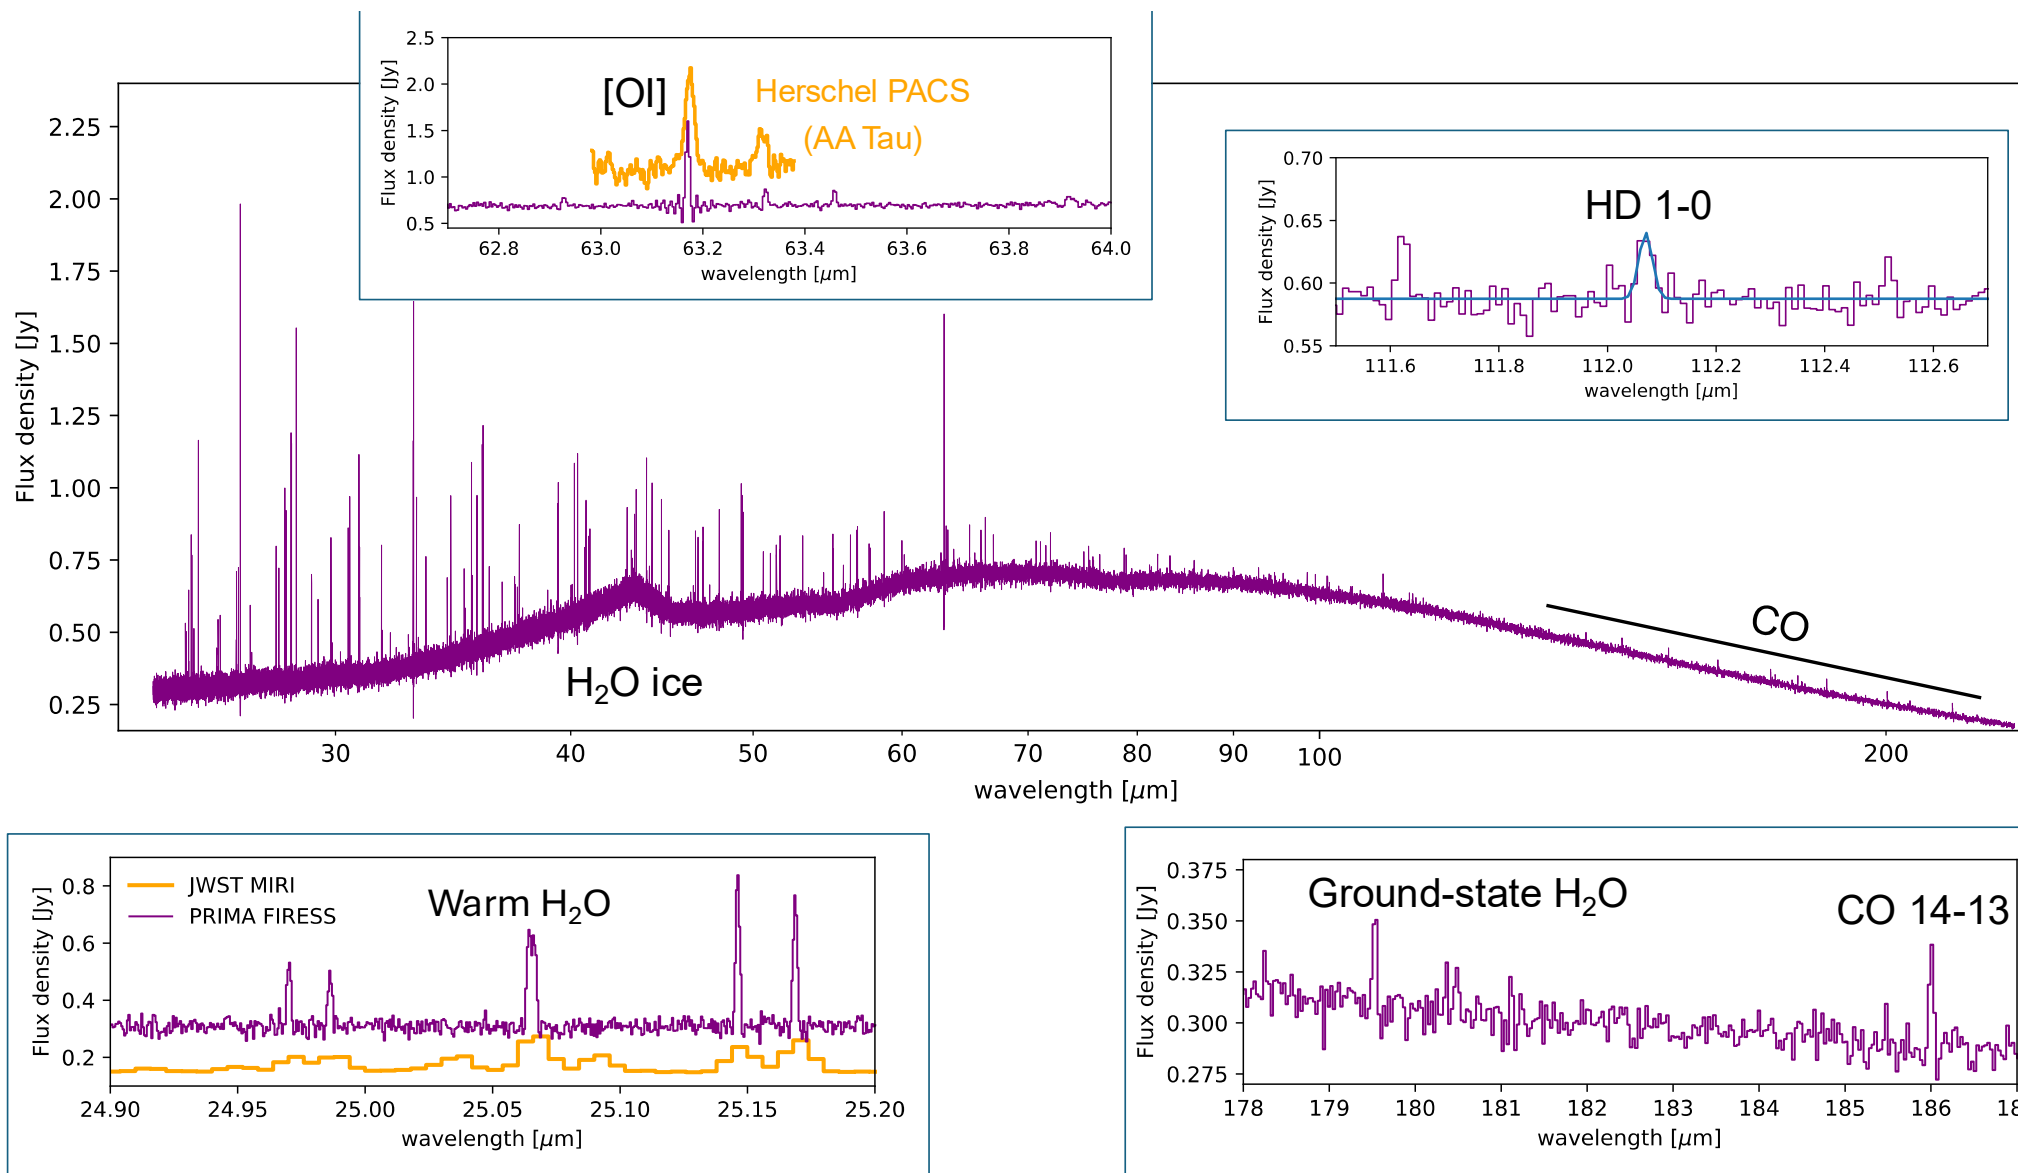 2.5
2.0
1.5
1.0
0.5
Flux density [Jy]
[OI]
Herschel PACS
(AA Tau)
62.8 63.0 63.2 63.4 63.6 63.8 64.0
wavelength [μm]
0.70
0.65
0.60
0.55
Flux density [Jy]
HD 1-0
111.6 111.8 112.0 112.2 112.4 112.6
wavelength [μm]
2.25
2.00
1.75
1.50
1.25
1.00
0.75
0.50
0.25
Flux density [Jy]
H₂O ice
CO
30 40 50 60 70 80 90 100 200
wavelength [μm]
0.8
0.6
0.4
0.2
Flux density [Jy]
JWST MIRI
PRIMA FIRESS
Warm H₂O
24.90 24.95 25.00 25.05 25.10 25.15 25.20
wavelength [μm]
0.375
0.350
0.325
0.300
0.275
Flux density [Jy]
Ground-state H₂O
CO 14-13
178 179 180 181 182 183 184 185 186
wavelength [μm]